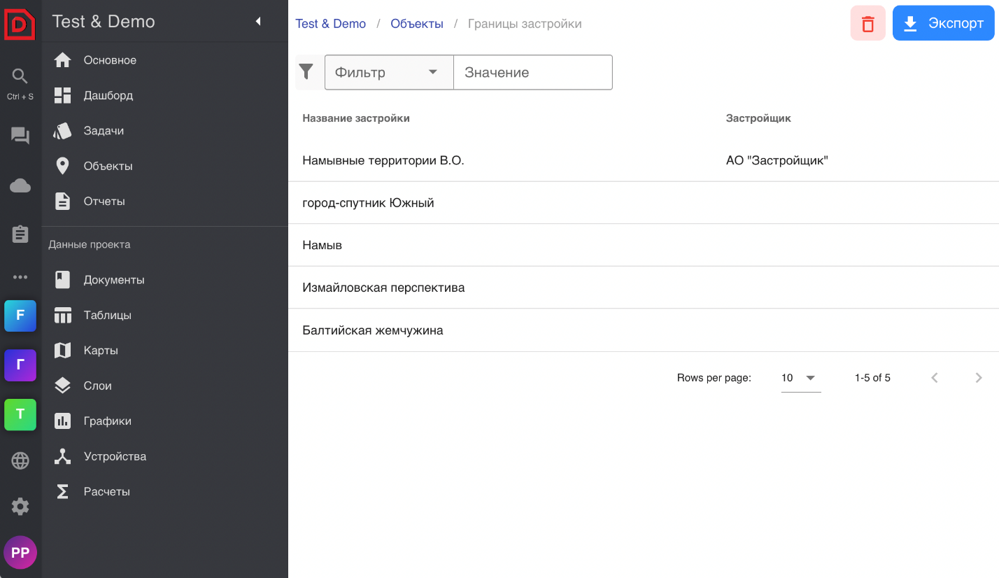 Test & Demo
Ctrl + S
F
Г
T
PP
Основное
Дашборд
Задачи
Объекты
Отчеты
Данные проекта
Документы
Таблицы
Карты
Слои
Графики
Устройства
Расчеты
Test & Demo / Объекты / Границы застройки
Экспорт
Фильтр Значение
Название застройки Застройщик
Намывные территории В.О. АО "Застройщик"
город-спутник Южный
Намыв
Измайловская перспектива
Балтийская жемчужина
Rows per page: 10 1-5 of 5